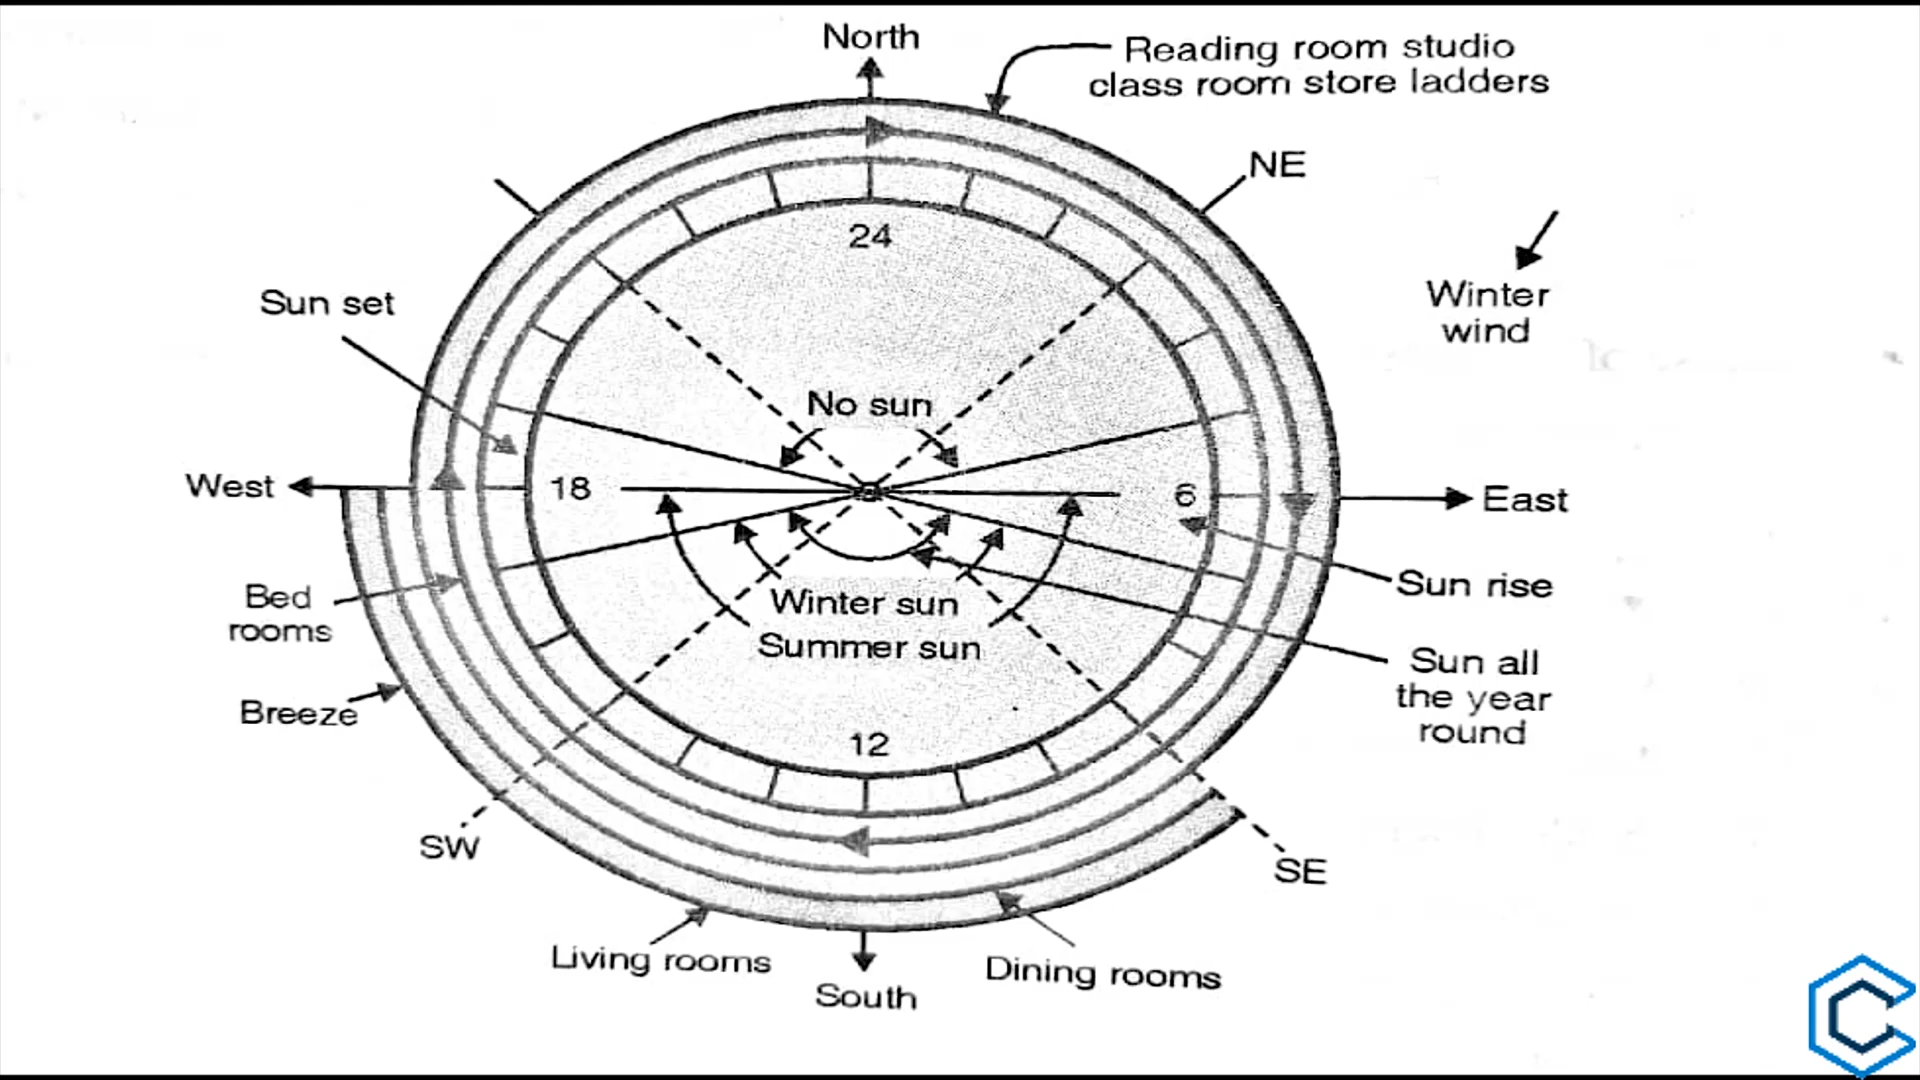 North
Reading room studio
class room store ladders
NE
24
Sun set
Winter
wind
No sun
West
18
6
East
Sun rise
Bed
rooms
Winter sun
Summer sun
Sun all
the year
round
Breeze
12
SW
SE
Living rooms
Dining rooms
South